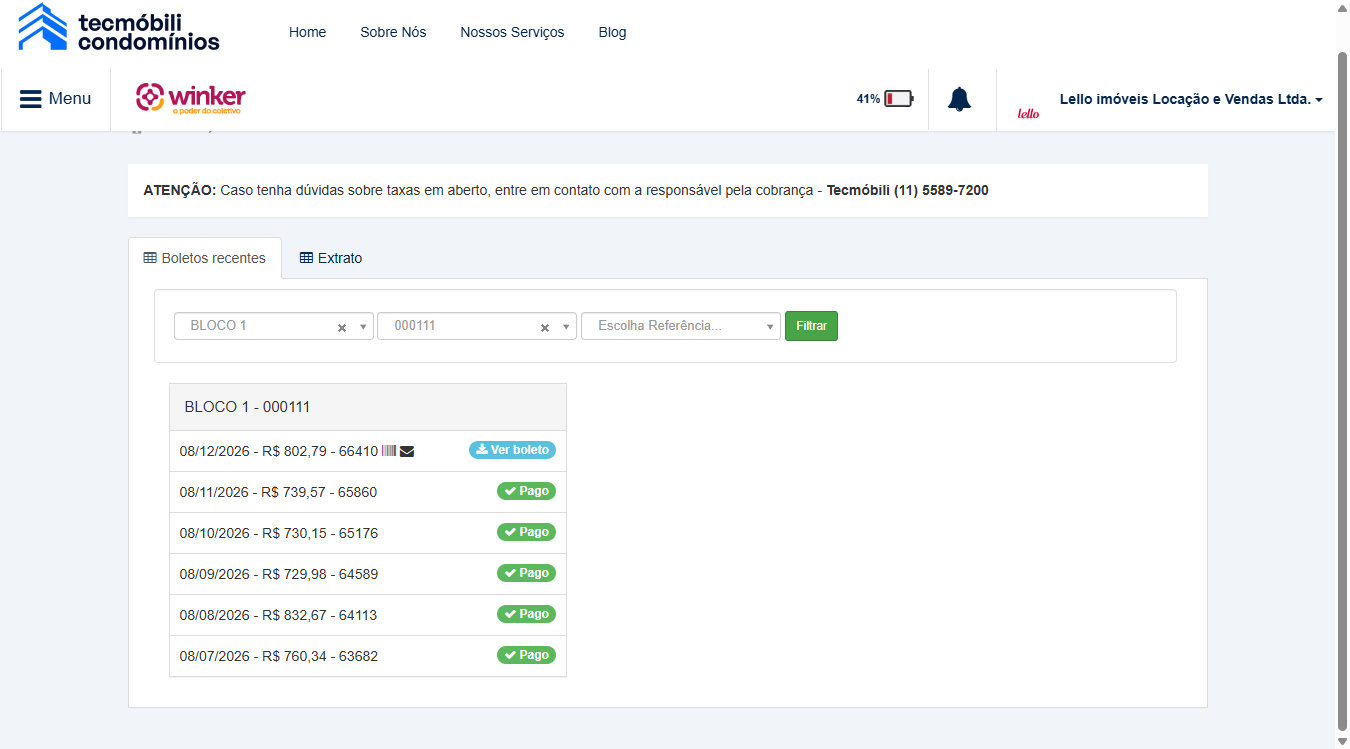 tecmóbili
condomínios
Home Sobre Nós Nossos Serviços Blog
Menu
winker
o poder do coletivo
41%
lello
Lello imóveis Locação e Vendas Ltda.
ATENÇÃO: Caso tenha dúvidas sobre taxas em aberto, entre em contato com a responsável pela cobrança - Tecmóbili (11) 5589-7200
Boletos recentes Extrato
BLOCO 1 × 000111 × Escolha Referência... Filtrar
BLOCO 1 - 000111
08/12/2026 - R$ 802,79 - 66410 Ver boleto
08/11/2026 - R$ 739,57 - 65860 Pago
08/10/2026 - R$ 730,15 - 65176 Pago
08/09/2026 - R$ 729,98 - 64589 Pago
08/08/2026 - R$ 832,67 - 64113 Pago
08/07/2026 - R$ 760,34 - 63682 Pago